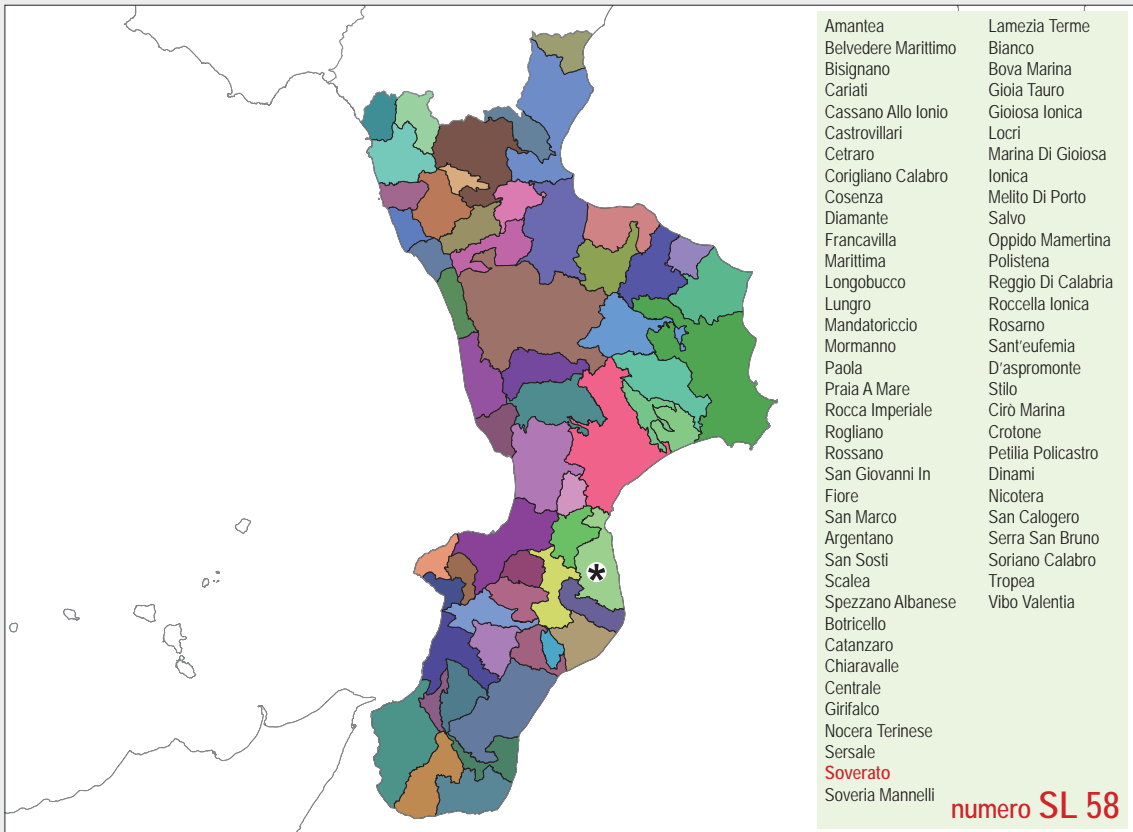 Amantea
Belvedere Marittimo
Bisignano
Cariati
Cassano Allo Ionio
Castrovillari
Cetraro
Corigliano Calabro
Cosenza
Diamante
Francavilla
Marittima
Longobucco
Lungro
Mandatoriccio
Mormanno
Paola
Praia A Mare
Rocca Imperiale
Rogliano
Rossano
San Giovanni In
Fiore
San Marco
Argentano
San Sosti
Scalea
Spezzano Albanese
Botricello
Catanzaro
Chiaravalle
Centrale
Girifalco
Nocera Terinese
Sersale
Soverato
Soveria Mannelli
Lamezia Terme
Bianco
Bova Marina
Gioia Tauro
Gioiosa Ionica
Locri
Marina Di Gioiosa
Ionica
Melito Di Porto
Salvo
Oppido Mamertina
Polistena
Reggio Di Calabria
Roccella Ionica
Rosarno
Sant'eufemia
D'aspromonte
Stilo
Cirò Marina
Crotone
Petilia Policastro
Dinami
Nicotera
San Calogero
Serra San Bruno
Soriano Calabro
Tropea
Vibo Valentia
numero SL 58
*